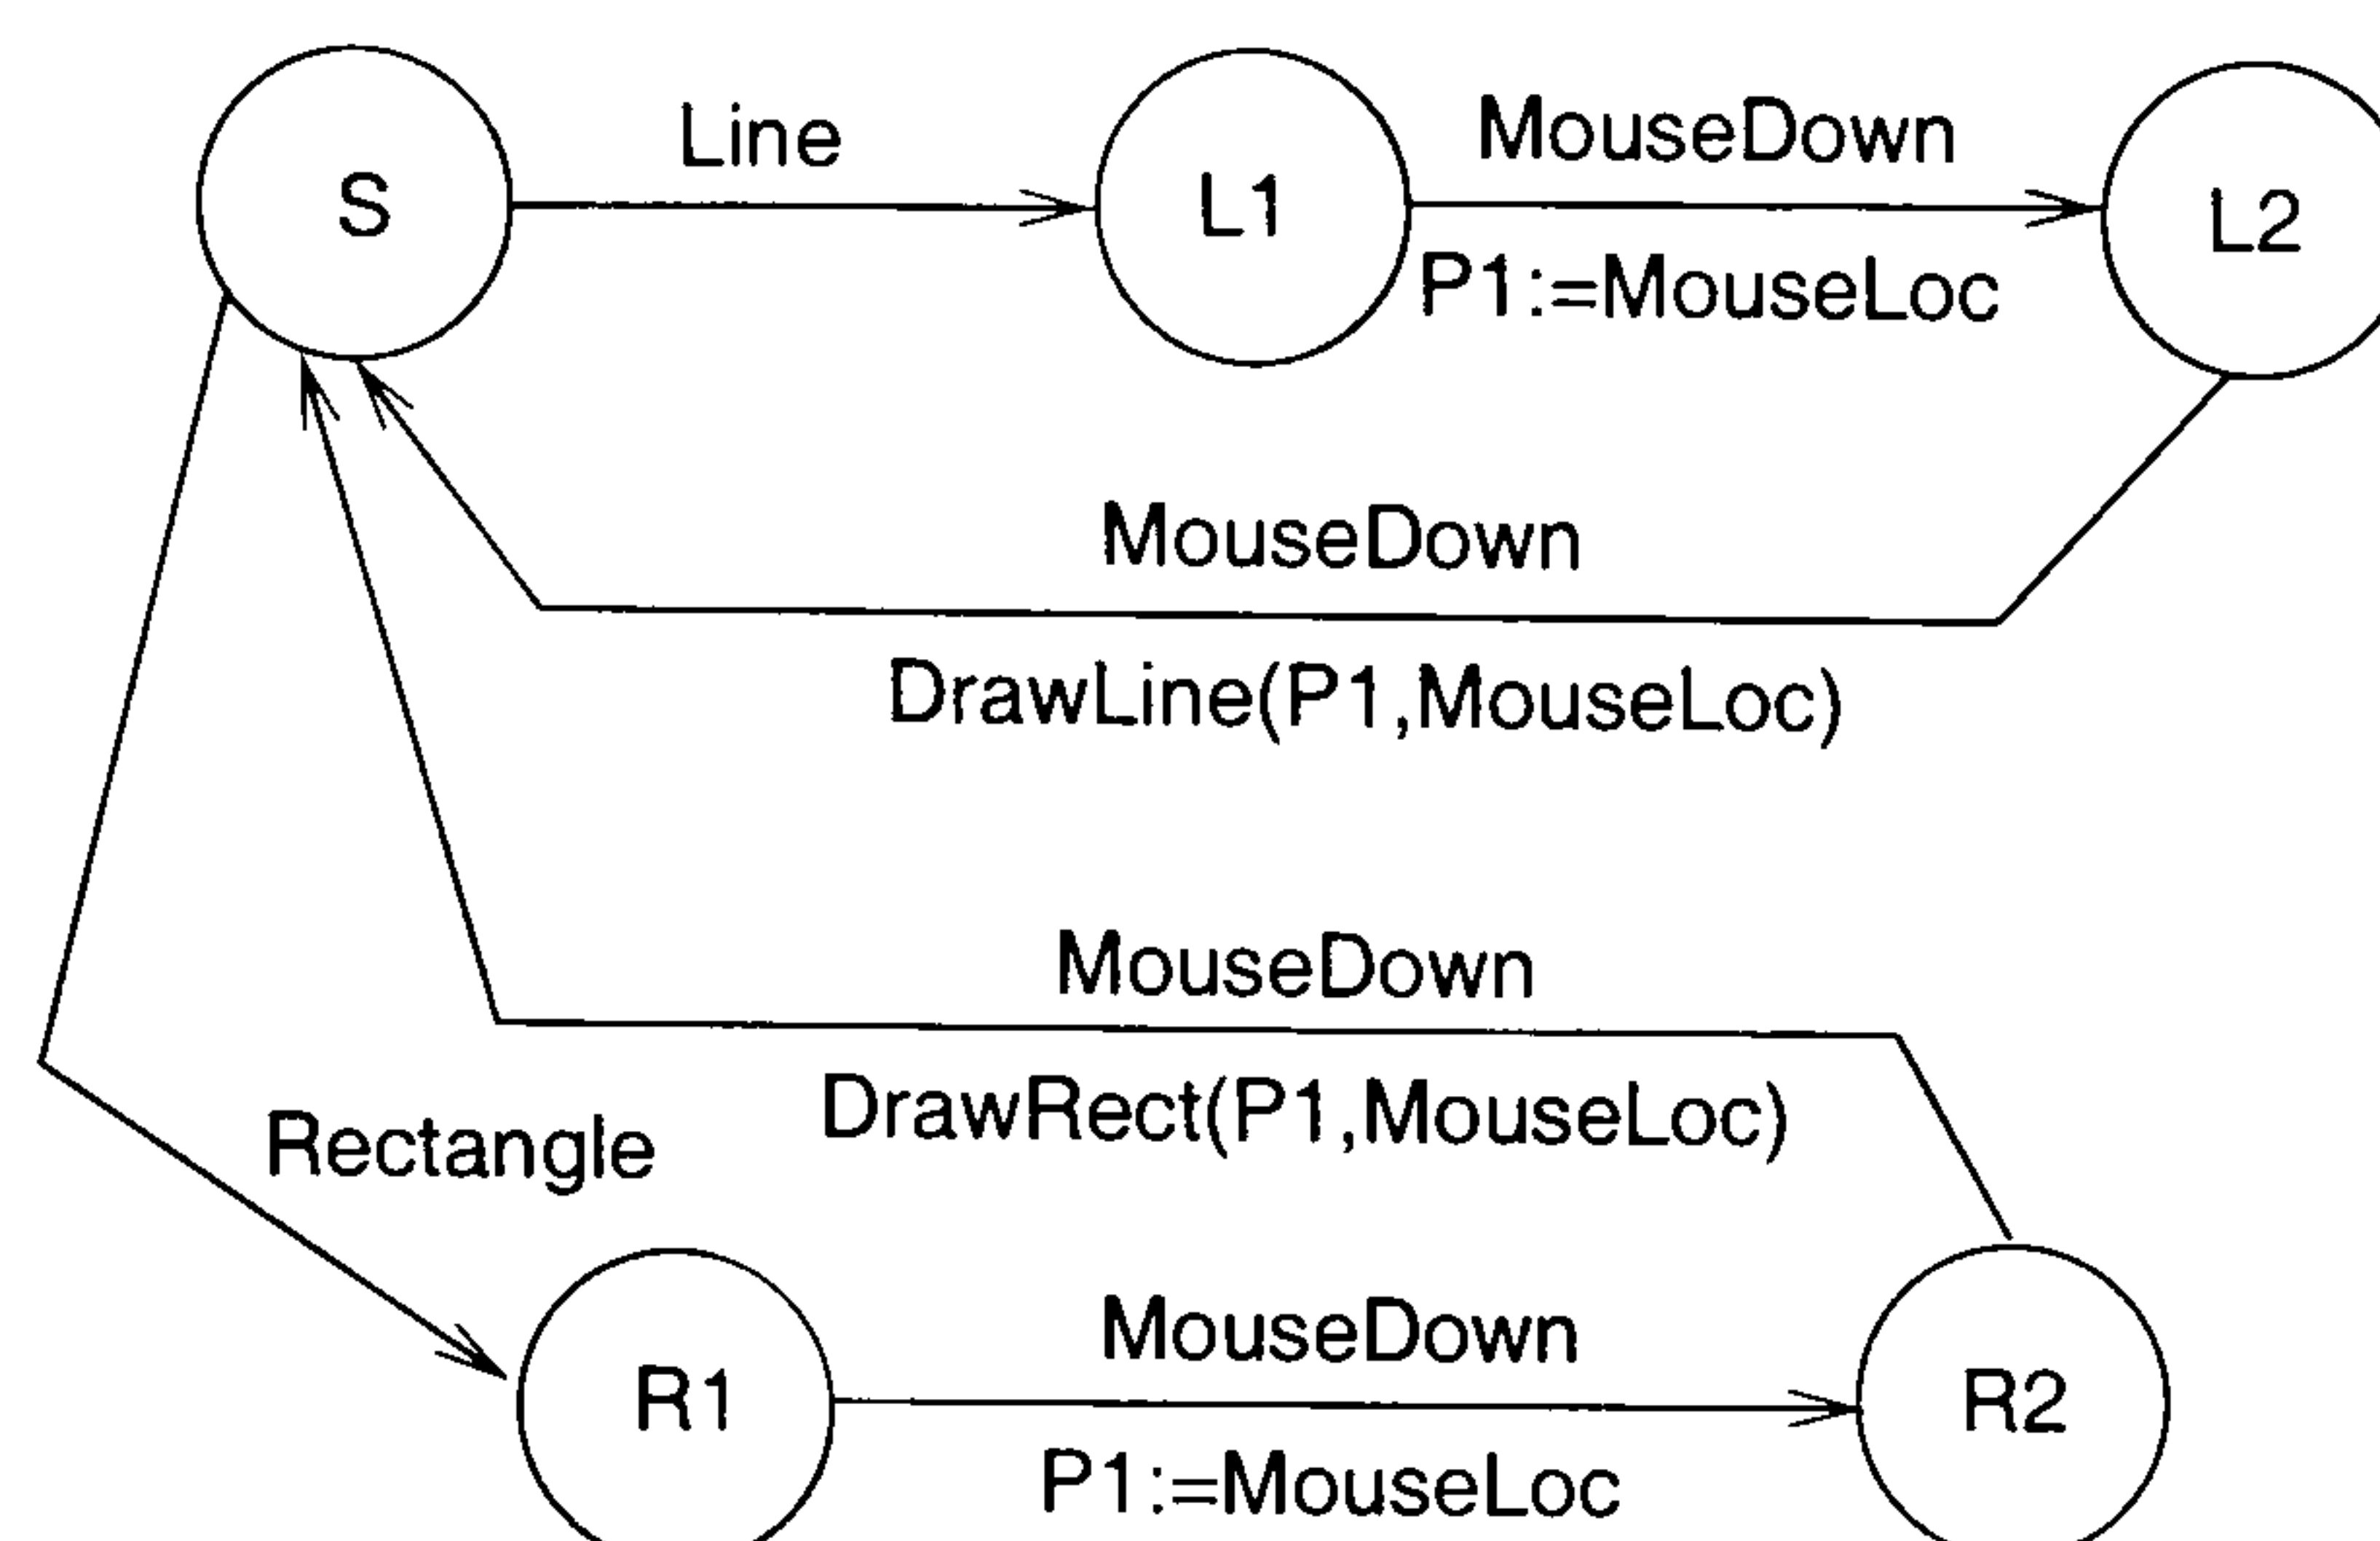 S
Line
L1
MouseDown
P1:=MouseLoc
L2
MouseDown
DrawLine(P1,MouseLoc)
MouseDown
DrawRect(P1,MouseLoc)
Rectangle
R1
MouseDown
P1:=MouseLoc
R2